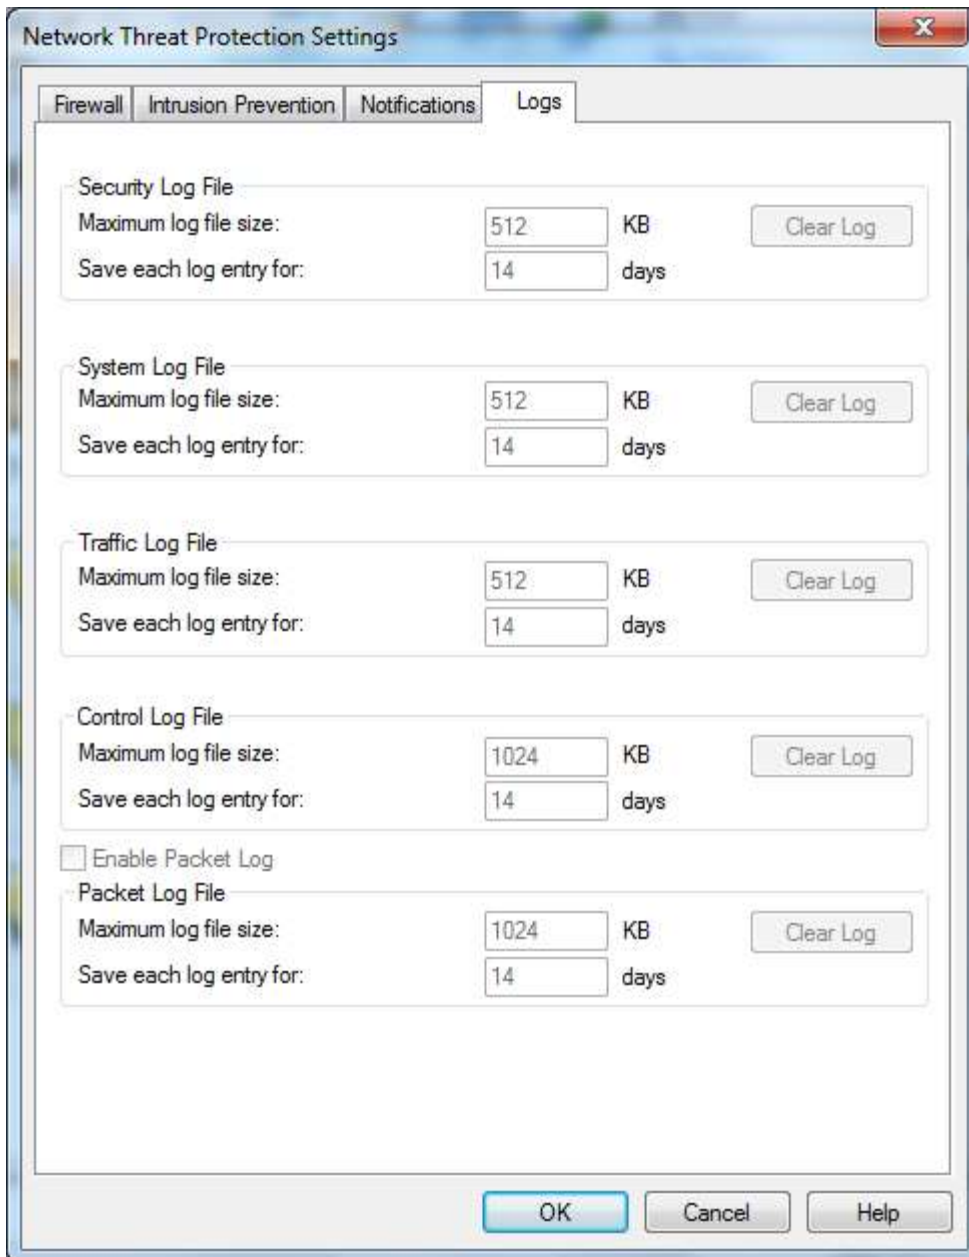 Network Threat Protection Settings
Firewall Intrusion Prevention Notifications Logs
Security Log File
Maximum log file size: 512 KB Clear Log
Save each log entry for: 14 days
System Log File
Maximum log file size: 512 KB Clear Log
Save each log entry for: 14 days
Traffic Log File
Maximum log file size: 512 KB Clear Log
Save each log entry for: 14 days
Control Log File
Maximum log file size: 1024 KB Clear Log
Save each log entry for: 14 days
Enable Packet Log
Packet Log File
Maximum log file size: 1024 KB Clear Log
Save each log entry for: 14 days
OK Cancel Help